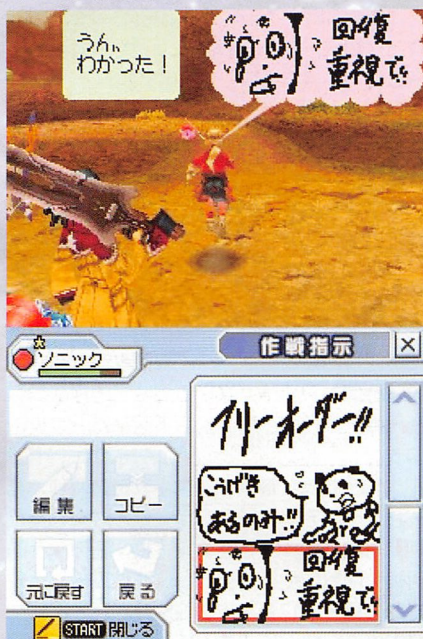 うん、
わかった！
回復
重視で!!
ソニック
作戦指示
フリーオーダー!!
編集
コピー
元に戻す
戻る
こうげき
あるのみ!!
回復
重視で!!
START 閉じる